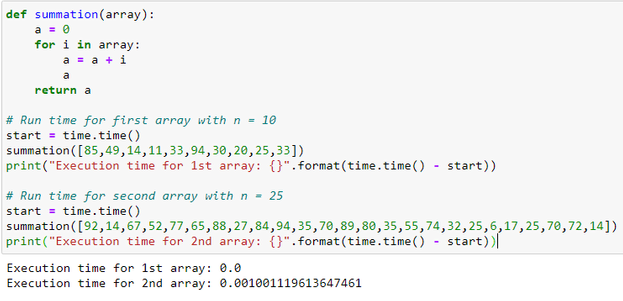 def summation(array):
    a = 0
    for i in array:
        a = a + i
        a
    return a
# Run time for first array with n = 10
start = time.time()
summation([85,49,14,11,33,94,30,20,25,33])
print("Execution time for 1st array: {}".format(time.time() - start))
# Run time for second array with n = 25
start = time.time()
summation([92,14,67,52,77,65,88,27,84,94,35,70,89,80,35,55,74,32,25,6,17,25,70,72,14])
print("Execution time for 2nd array: {}".format(time.time() - start))
Execution time for 1st array: 0.0
Execution time for 2nd array: 0.001001119613647461